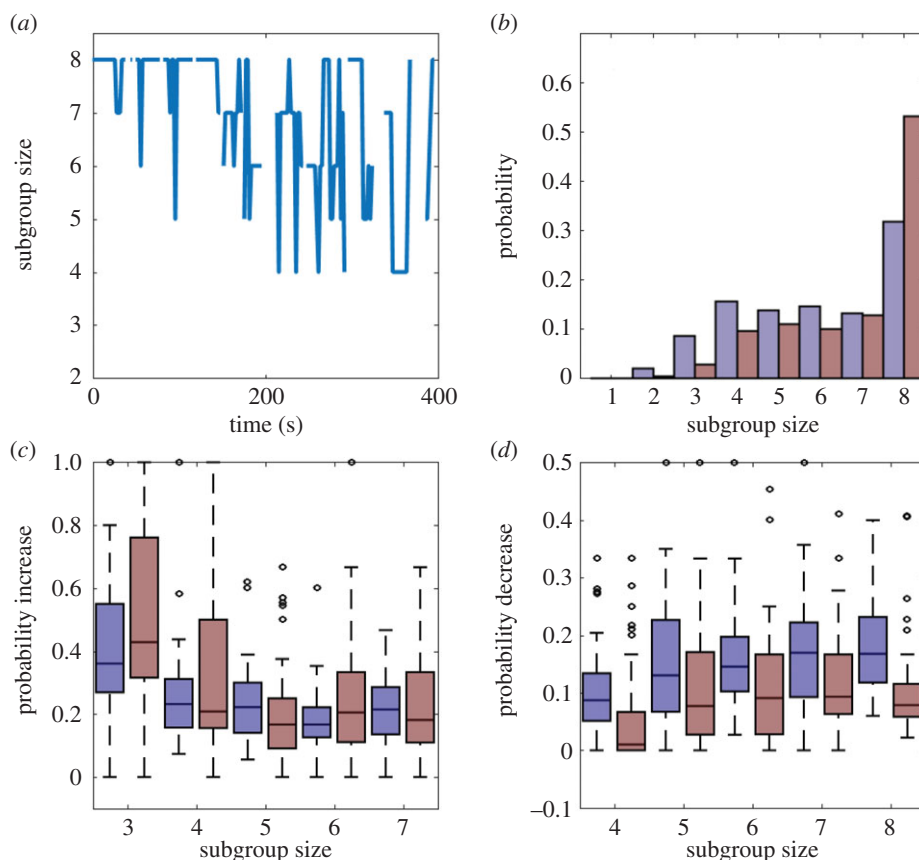 (a)
8
7
6
5
4
3
2
0
200
400
subgroup size
time (s)
(b)
0.6
0.5
0.4
0.3
0.2
0.1
0
1 2 3 4 5 6 7 8
probability
subgroup size
(c)
1.0
0.8
0.6
0.4
0.2
0
3 4 5 6 7
probability increase
subgroup size
(d)
0.5
0.4
0.3
0.2
0.1
0
–0.1
4 5 6 7 8
probability decrease
subgroup size